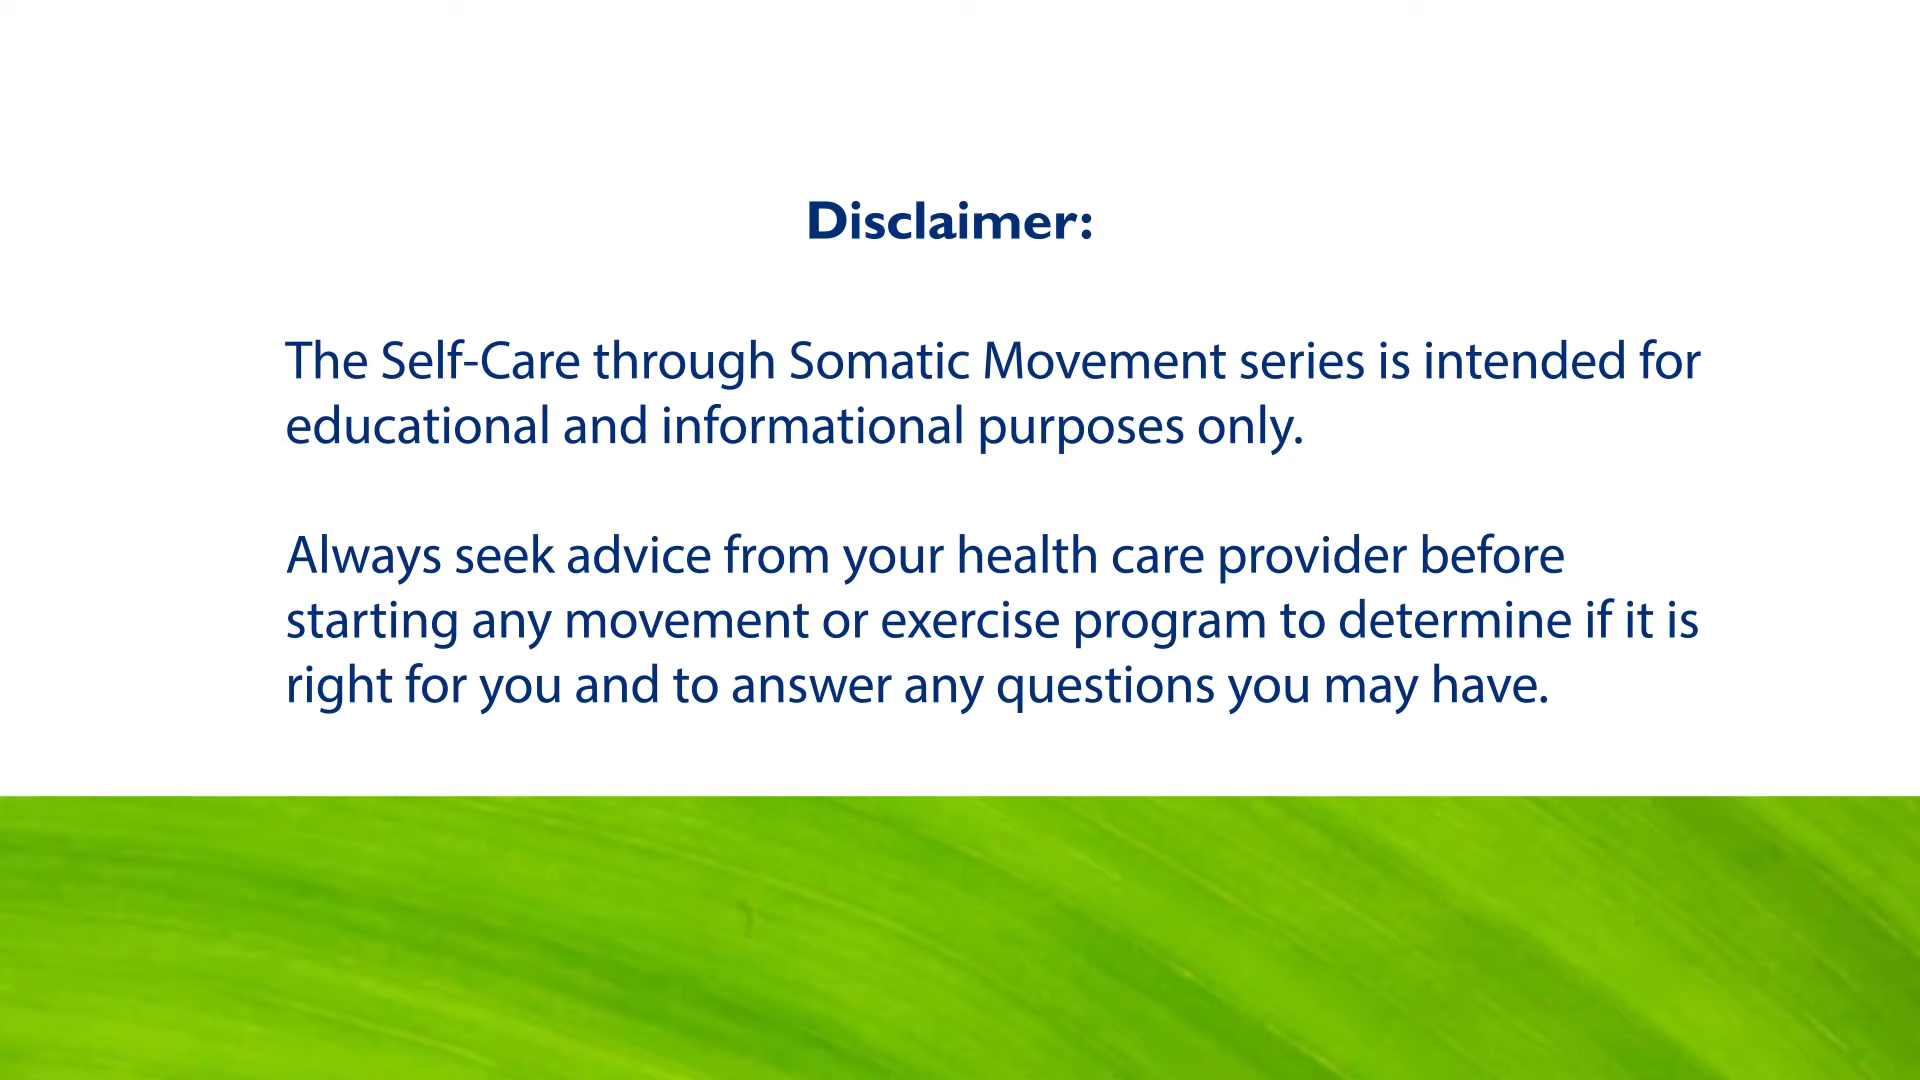 Disclaimer:
The Self-Care through Somatic Movement series is intended for
educational and informational purposes only.
Always seek advice from your health care provider before
starting any movement or exercise program to determine if it is
right for you and to answer any questions you may have.